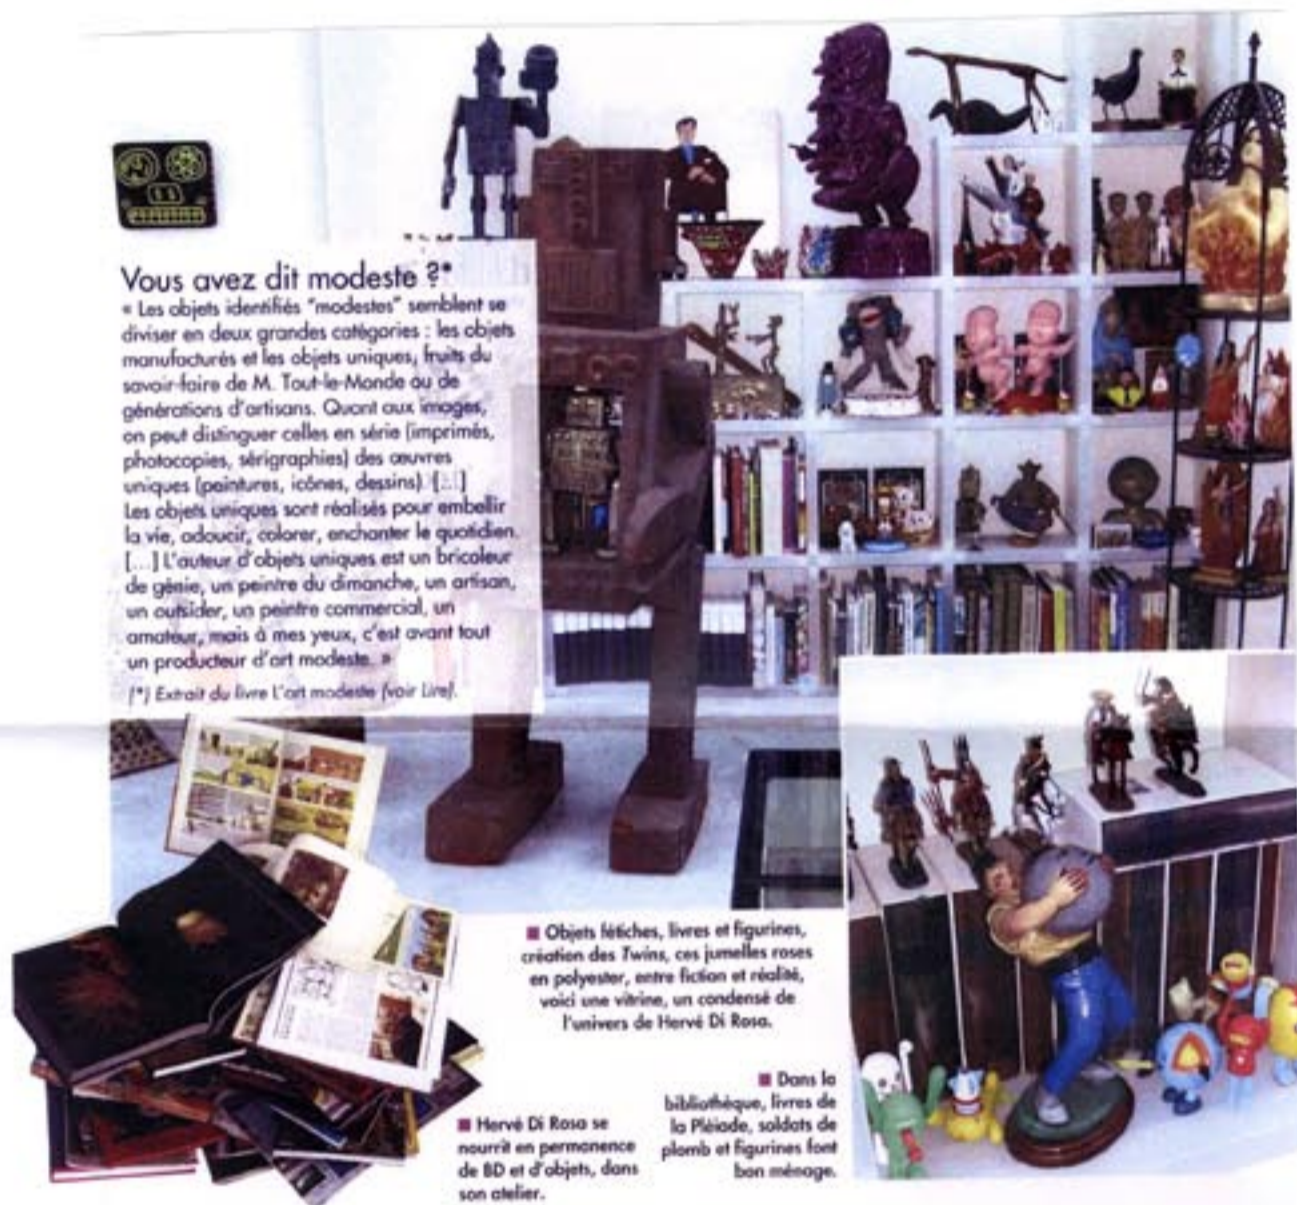 Vous avez dit modeste ?*
« Les objets identifiés "modestes" semblent se
diviser en deux grandes catégories : les objets
manufacturés et les objets uniques, fruits du
savoir-faire de M. Tout-le-Monde ou de
générations d'artisans. Quant aux images,
on peut distinguer celles en série (imprimés,
photocopies, sérigraphies) des œuvres
uniques (peintures, icônes, dessins). [...]
Les objets uniques sont réalisés pour embellir
la vie, adoucir, colorer, enchanter le quotidien.
[...] L'auteur d'objets uniques est un bricoleur
de génie, un peintre du dimanche, un artisan,
un outsider, un peintre commercial, un
amateur, mais à mes yeux, c'est avant tout
un producteur d'art modeste. »
(*) Extrait du livre L'art modeste (voir Lire).
■ Objets fétiches, livres et figurines,
création des Twins, ces jumelles roses
en polyester, entre fiction et réalité,
voici une vitrine, un condensé de
l'univers de Hervé Di Rosa.
■ Hervé Di Rosa se
nourrit en permanence
de BD et d'objets, dans
son atelier.
■ Dans la
bibliothèque, livres de
la Pléiade, soldats de
plomb et figurines font
bon ménage.